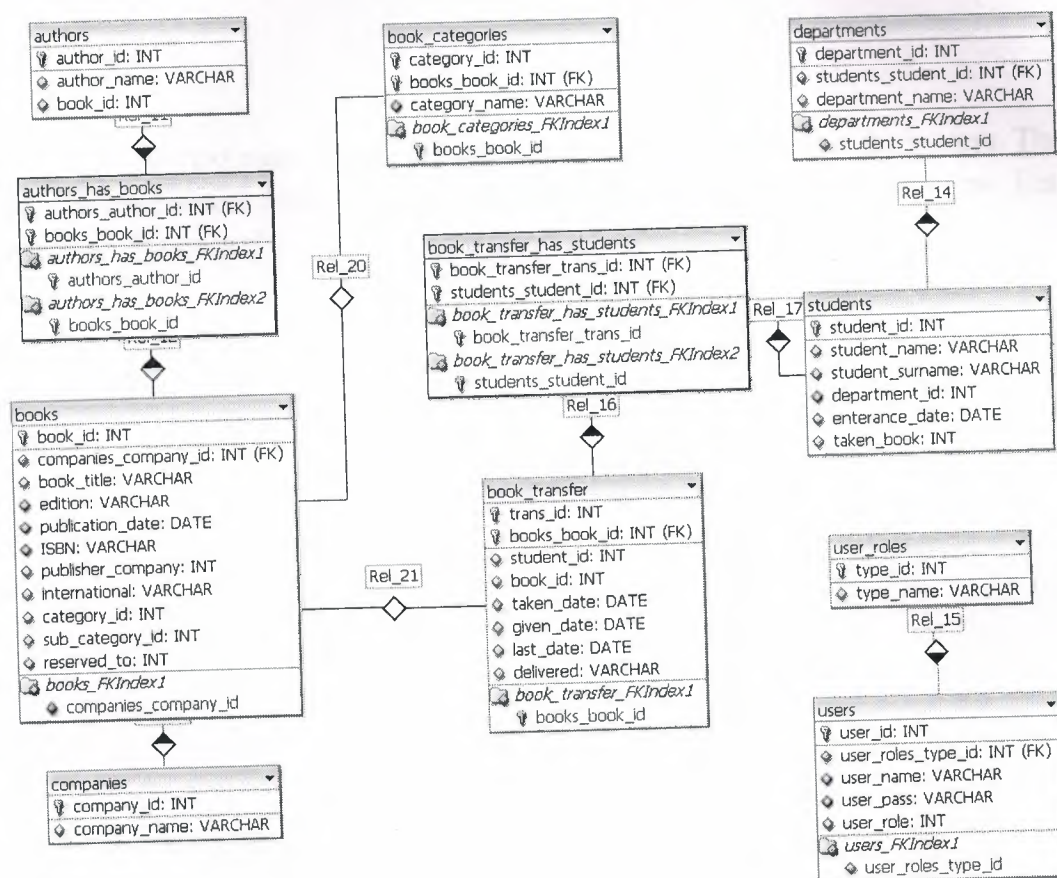 authors
author_id: INT
author_name: VARCHAR
book_id: INT
authors_has_books
authors_author_id: INT (FK)
books_book_id: INT (FK)
authors_has_books_FKIndex1
authors_author_id
authors_has_books_FKIndex2
books_book_id
books
book_id: INT
companies_company_id: INT (FK)
book_title: VARCHAR
edition: VARCHAR
publication_date: DATE
ISBN: VARCHAR
publisher_company: INT
international: VARCHAR
category_id: INT
sub_category_id: INT
reserved_to: INT
books_FKIndex1
companies_company_id
companies
company_id: INT
company_name: VARCHAR
book_categories
category_id: INT
books_book_id: INT (FK)
category_name: VARCHAR
book_categories_FKIndex1
books_book_id
Rel_20
book_transfer_has_students
book_transfer_trans_id: INT (FK)
students_student_id: INT (FK)
book_transfer_has_students_FKIndex1
book_transfer_trans_id
book_transfer_has_students_FKIndex2
students_student_id
Rel_16
Rel_21
book_transfer
trans_id: INT
books_book_id: INT (FK)
student_id: INT
book_id: INT
taken_date: DATE
given_date: DATE
last_date: DATE
delivered: VARCHAR
book_transfer_FKIndex1
books_book_id
departments
department_id: INT
students_student_id: INT (FK)
department_name: VARCHAR
departments_FKIndex1
students_student_id
Rel_14
Rel_17
students
student_id: INT
student_name: VARCHAR
student_surname: VARCHAR
department_id: INT
enterance_date: DATE
taken_book: INT
user_roles
type_id: INT
type_name: VARCHAR
Rel_15
users
user_id: INT
user_roles_type_id: INT (FK)
user_name: VARCHAR
user_pass: VARCHAR
user_role: INT
users_FKIndex1
user_roles_type_id